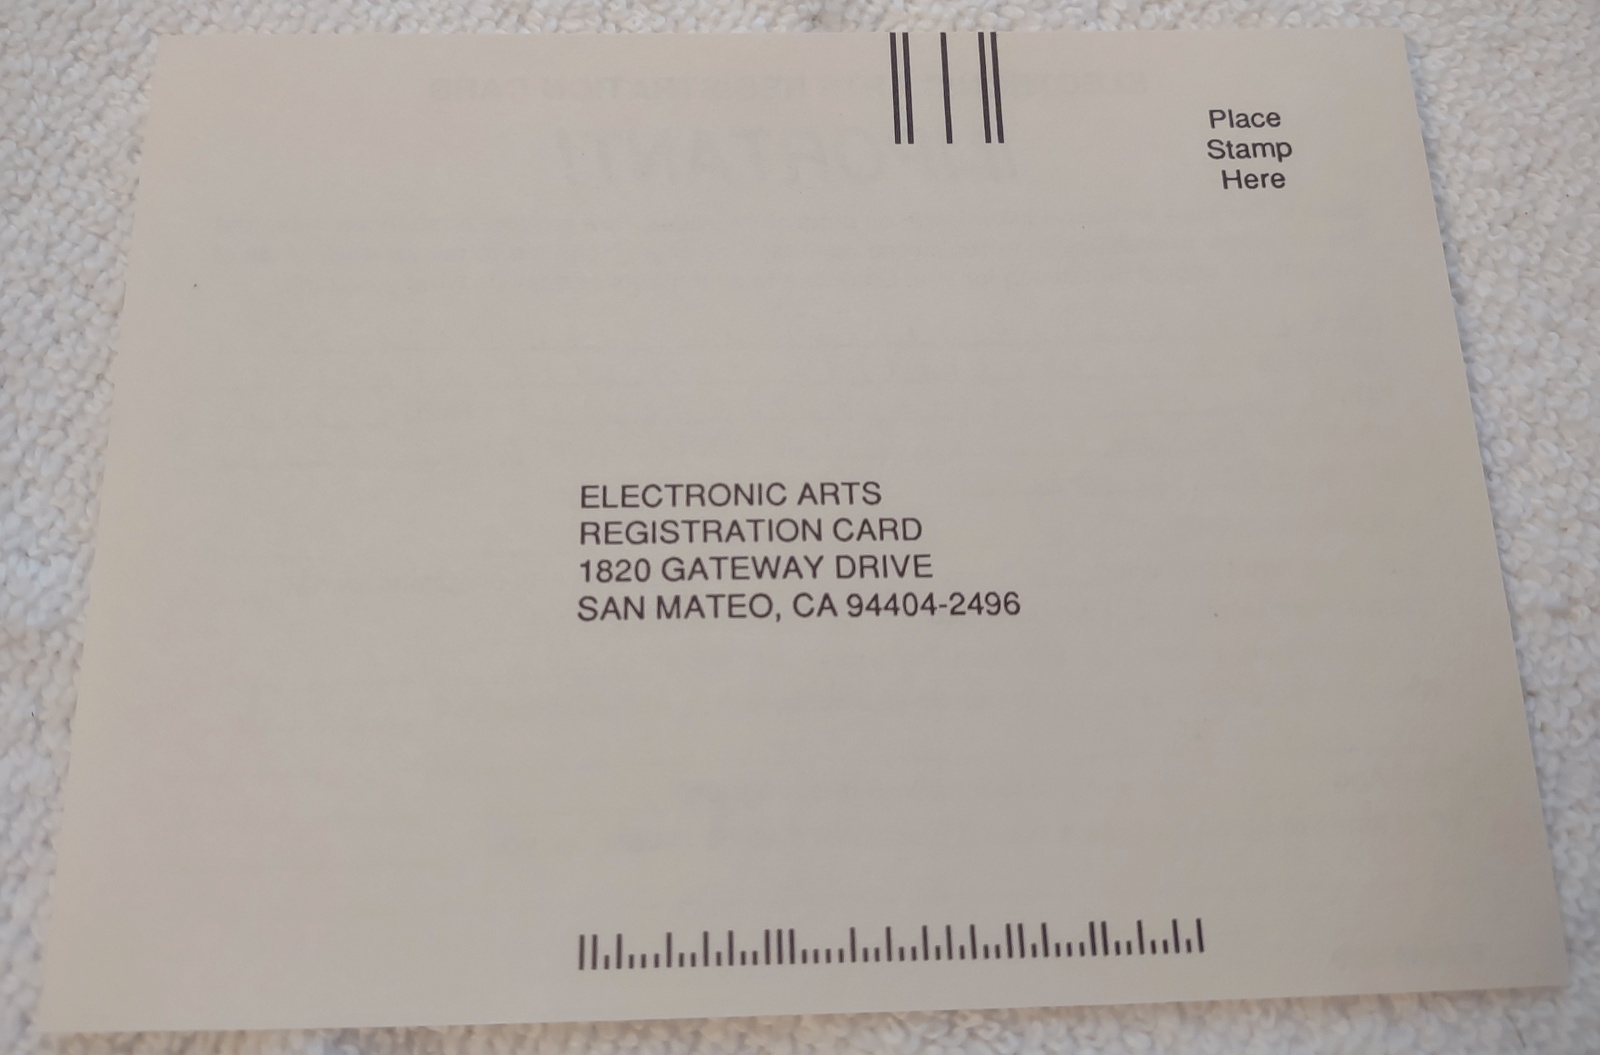 Place
Stamp
Here
ELECTRONIC ARTS
REGISTRATION CARD
1820 GATEWAY DRIVE
SAN MATEO, CA 94404-2496